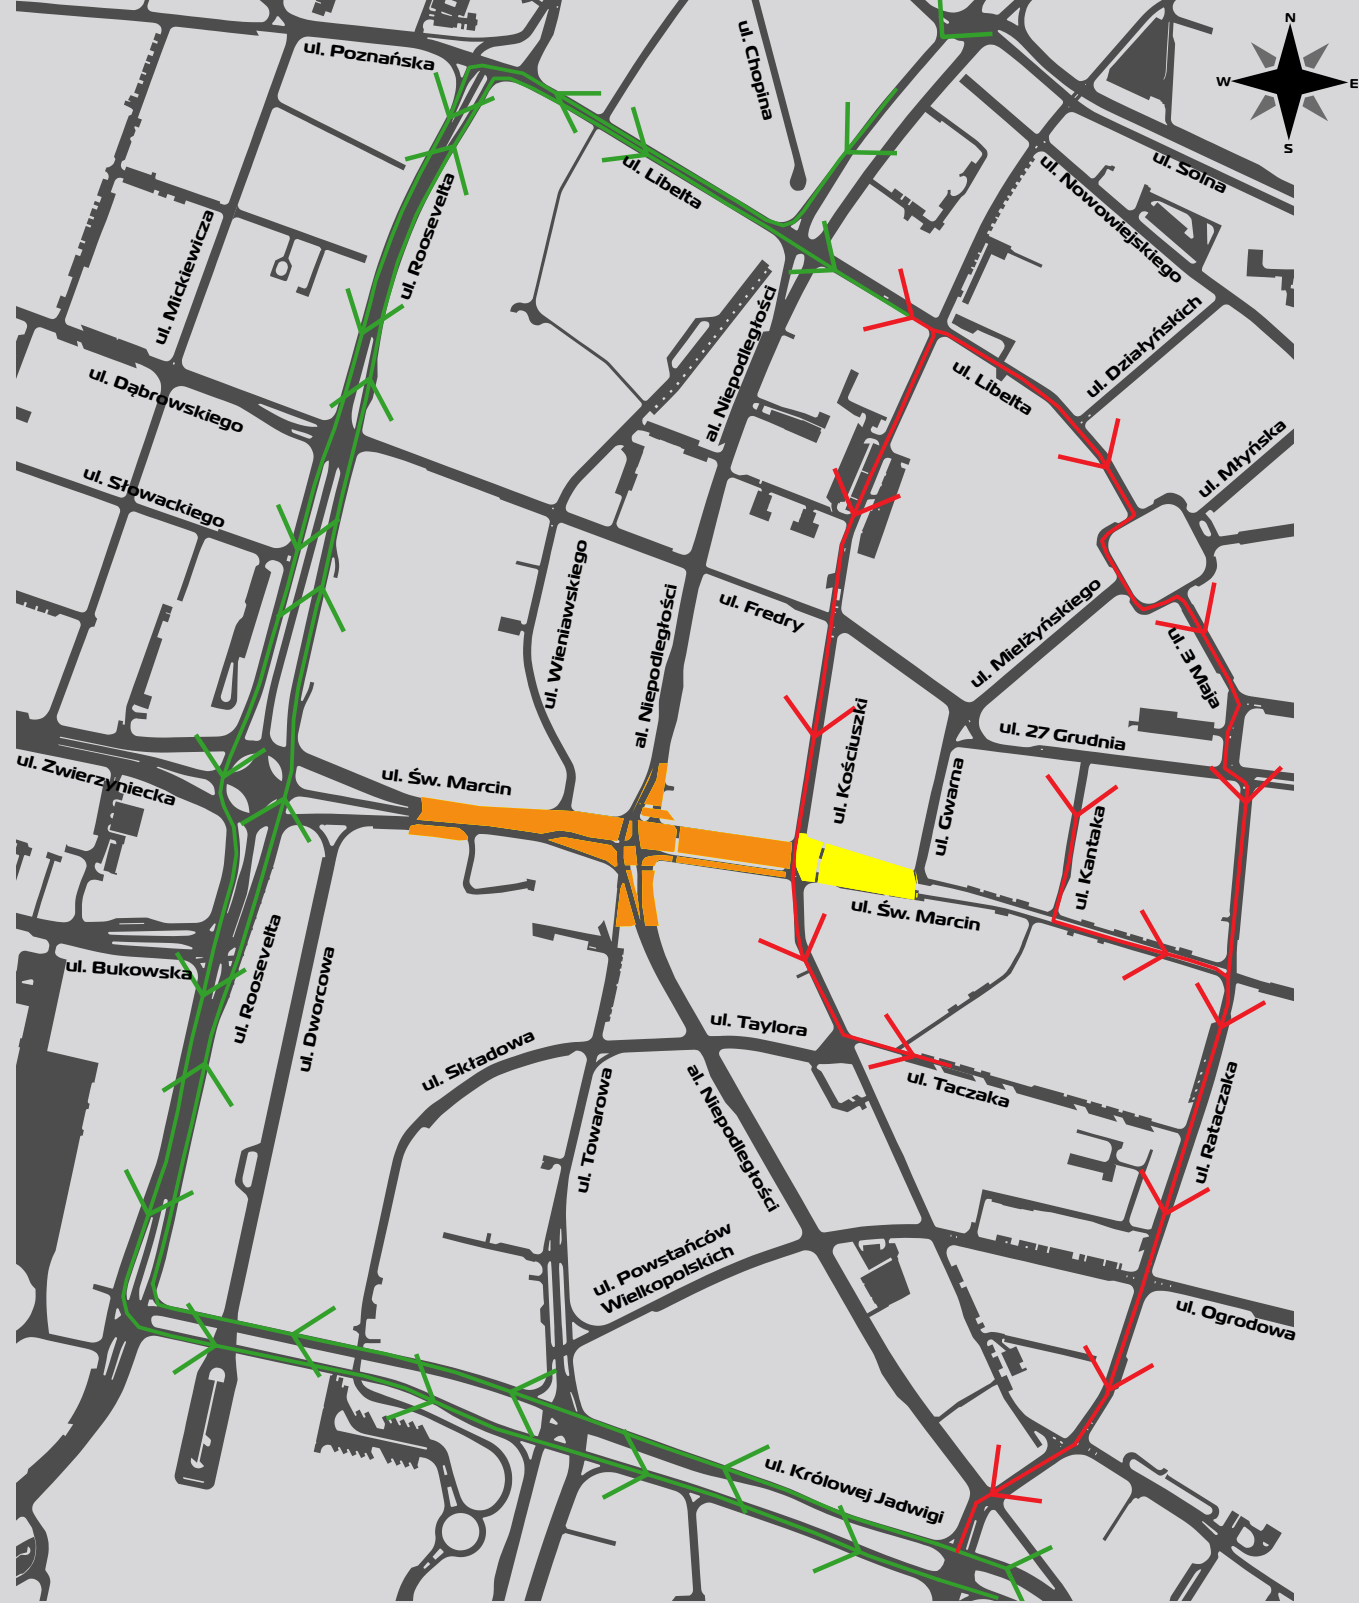 N
W
E
S
ul. Poznańska
ul. Chopina
ul. Solna
ul. Nowowiejskiego
ul. Libelta
ul. Roosevelta
ul. Mickiewicza
al. Niepodległości
ul. Działyńskich
ul. Libelta
ul. Dąbrowskiego
ul. Młyńska
ul. Słowackiego
ul. Wieniawskiego
al. Niepodległości
ul. Fredry
ul. Mielżyńskiego
ul. 3 Maja
ul. Kościuszki
ul. 27 Grudnia
ul. Zwierzyniecka
ul. Św. Marcin
ul. Gwarna
ul. Kantaka
ul. Św. Marcin
ul. Bukowska
ul. Roosevelta
ul. Dworcowa
ul. Taylora
ul. Składowa
ul. Towarowa
al. Niepodległości
ul. Taczaka
ul. Rataczaka
ul. Powstańców
Wielkopolskich
ul. Ogrodowa
ul. Królowej Jadwigi